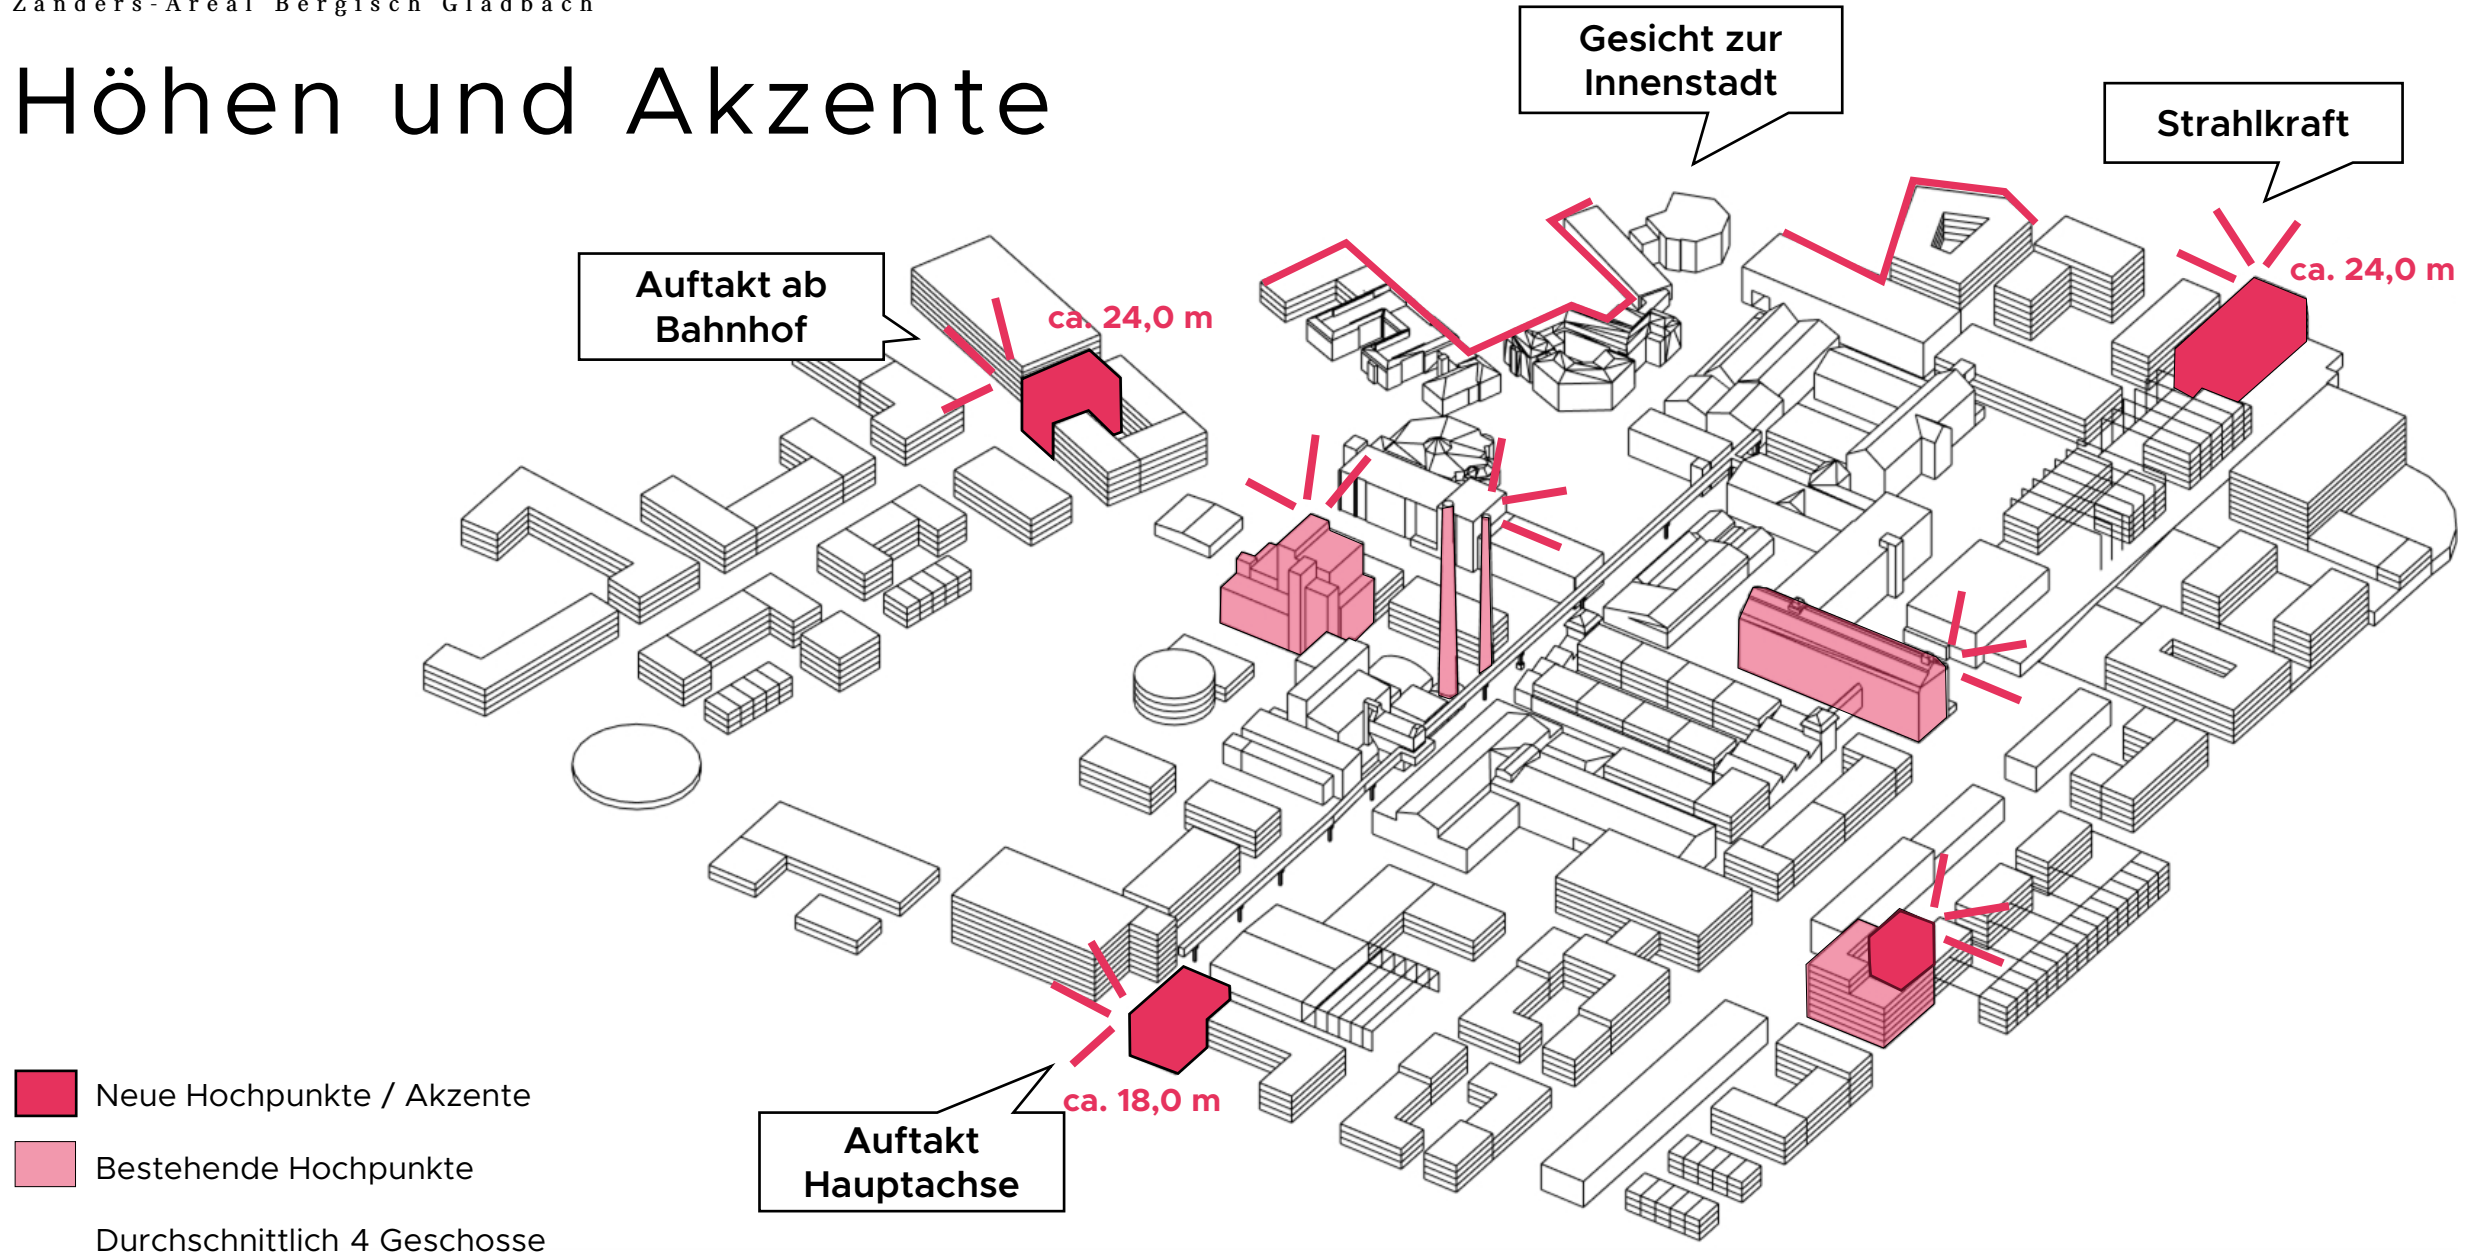 Zanders-Areal Bergisch Gladbach
Höhen und Akzente
Gesicht zur
Innenstadt
Strahlkraft
ca. 24,0 m
Auftakt ab
Bahnhof
ca. 24,0 m
Neue Hochpunkte / Akzente
Bestehende Hochpunkte
Durchschnittlich 4 Geschosse
ca. 18,0 m
Auftakt
Hauptachse